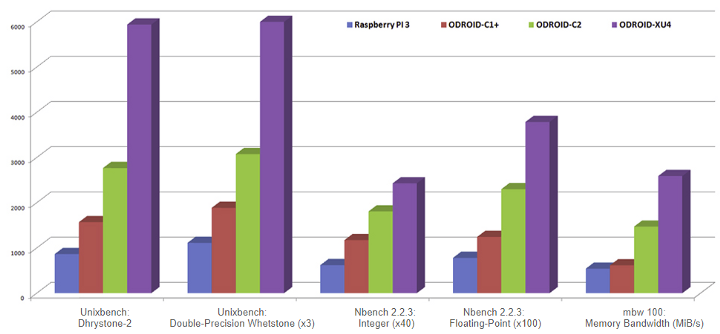 Raspberry PI 3 ODROID-C1+ ODROID-C2 ODROID-XU4
6000
5000
4000
3000
2000
1000
0
Unixbench: Unixbench: Nbench 2.2.3: Nbench 2.2.3: mbw 100:
Dhrystone-2 Double-Precision Whetstone (x3) Integer (x40) Floating-Point (x100) Memory Bandwidth (MiB/s)